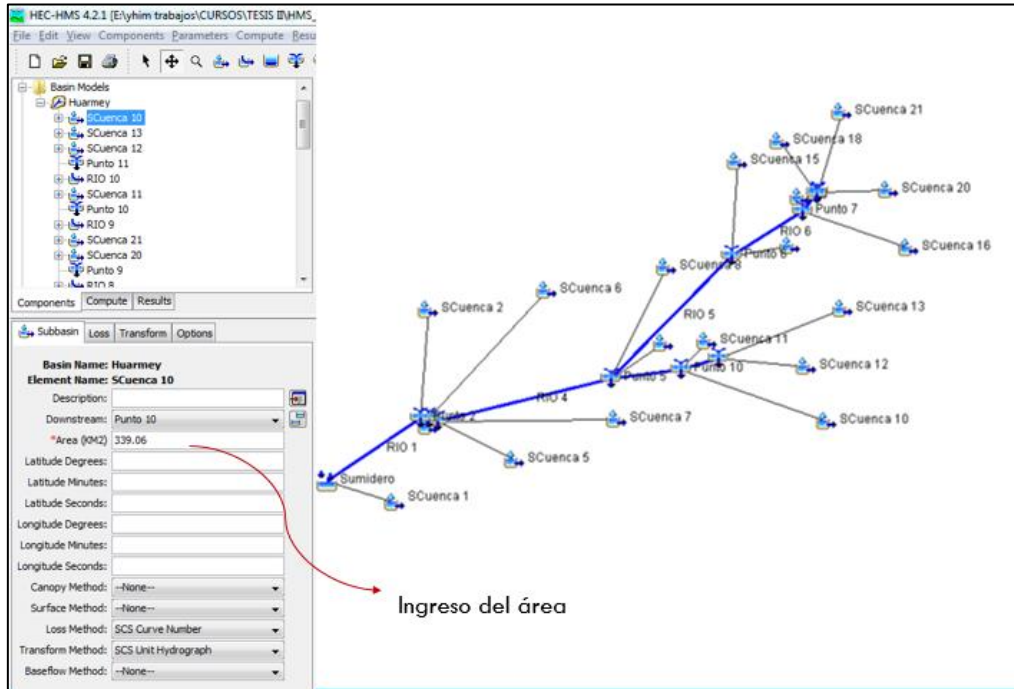 HEC-HMS 4.2.1 [E:\yhim trabajos\CURSOS\TESIS II\HMS_
File Edit View Components Parameters Compute Resu
Basin Models
Huarmey
SCuenca 10
SCuenca 13
SCuenca 12
Punto 11
RIO 10
SCuenca 11
Punto 10
RIO 9
SCuenca 21
SCuenca 20
Punto 9
RIO 8
Components Compute Results
Subbasin Loss Transform Options
Basin Name: Huarmey
Element Name: SCuenca 10
Description:
Downstream: Punto 10
*Area (KM2) 339.06
Latitude Degrees:
Latitude Minutes:
Latitude Seconds:
Longitude Degrees:
Longitude Minutes:
Longitude Seconds:
Canopy Method: --None--
Surface Method: --None--
Loss Method: SCS Curve Number
Transform Method: SCS Unit Hydrograph
Baseflow Method: --None--
SCuenca 21
SCuenca 18
SCuenca 15
SCuenca 20
Punto 7
RIO 6
SCuenca 16
Punto 6
SCuenca 8
SCuenca 6
SCuenca 2
SCuenca 13
RIO 5
SCuenca 11
SCuenca 12
Punto 10
Punto 5
RIO 4
SCuenca 10
SCuenca 7
Punto 2
RIO 1
SCuenca 5
Sumidero
SCuenca 1
Ingreso del área